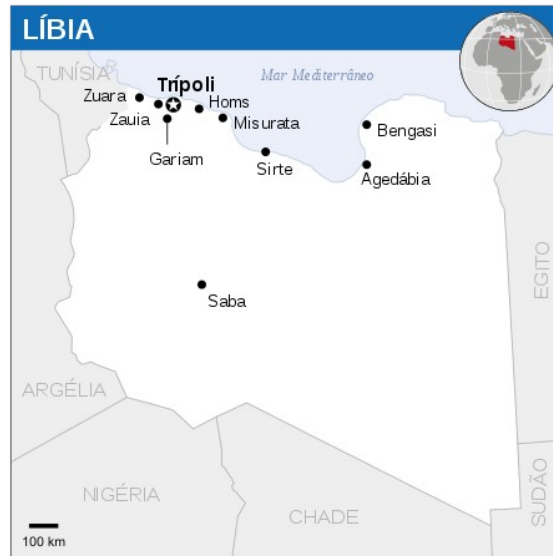 LÍBIA
TUNÍSIA
Mar Mediterrâneo
Trípoli
Zuara
Homs
Zauia
Misurata
Bengasi
Gariam
Sirte
Agedábia
EGITO
Saba
ARGÉLIA
NIGÉRIA
CHADE
SUDÃO
100 km